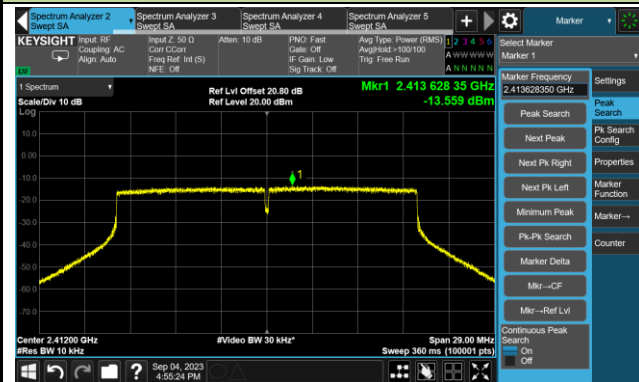 Spectrum Analyzer 2
Swept SA
Spectrum Analyzer 3
Swept SA
Spectrum Analyzer 4
Swept SA
Spectrum Analyzer 5
Swept SA
+
Marker
KEYSIGHT
Input: RF
Coupling: AC
Align: Auto
Input Z: 50 Ω
Corr CCorr
Freq Ref: Int (S)
NFE: Off
Atten: 10 dB
PNO: Fast
Gate: Off
IF Gain: Low
Sig Track: Off
Avg Type: Power (RMS)
Avg|Hold:>100/100
Trig: Free Run
1 2 3 4 5 6
A W W W W W
A N N N N N
LXI
Select Marker
Marker 1
1 Spectrum
Scale/Div 10 dB
Log
Ref Lvl Offset 20.80 dB
Ref Level 20.00 dBm
Mkr1 2.413 628 35 GHz
-13.559 dBm
10.0
0.00
-10.0
-20.0
-30.0
-40.0
-50.0
-60.0
-70.0
1
Center 2.41200 GHz
#Res BW 10 kHz
#Video BW 30 kHz*
Span 29.00 MHz
Sweep 360 ms (100001 pts)
Marker Frequency
2.413628350 GHz
Peak Search
Next Peak
Next Pk Right
Next Pk Left
Minimum Peak
Pk-Pk Search
Marker Delta
Mkr→CF
Mkr→Ref Lvl
Continuous Peak
Search
On
Off
Settings
Peak
Search
Pk Search
Config
Properties
Marker
Function
Marker→
Counter
?
Sep 04, 2023
4:55:24 PM